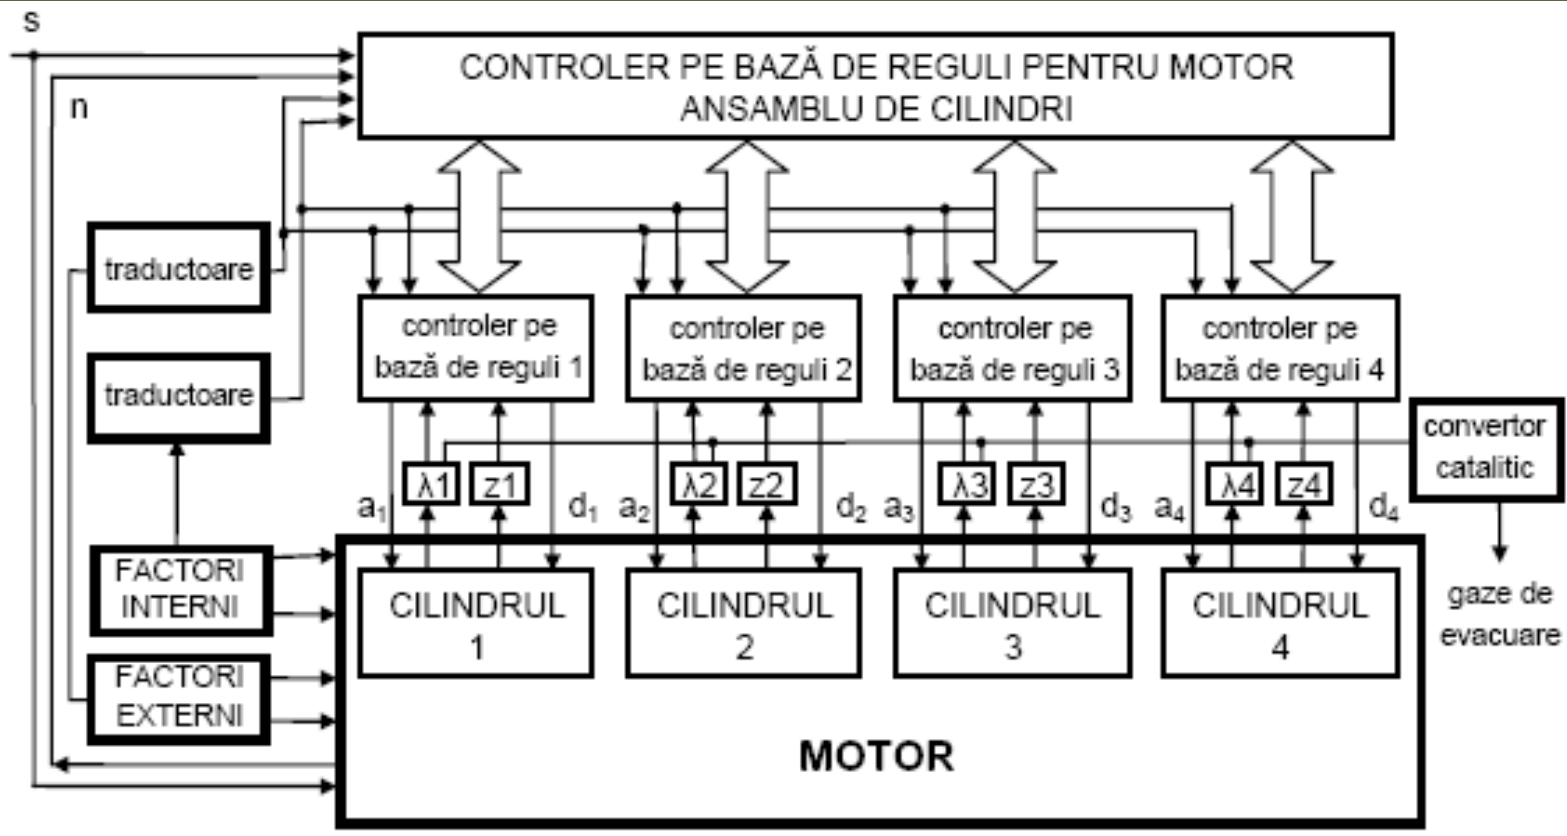 s
CONTROLER PE BAZĂ DE REGULI PENTRU MOTOR
ANSAMBLU DE CILINDRI
n
traductoare
traductoare
controler pe
bază de reguli 1
controler pe
bază de reguli 2
controler pe
bază de reguli 3
controler pe
bază de reguli 4
convertor
catalitic
λ1
z1
λ2
z2
λ3
z3
λ4
z4
a₁
d₁
a₂
d₂
a₃
d₃
a₄
d₄
FACTORI
INTERNI
FACTORI
EXTERNI
CILINDRUL
1
CILINDRUL
2
CILINDRUL
3
CILINDRUL
4
gaze de
evacuare
MOTOR